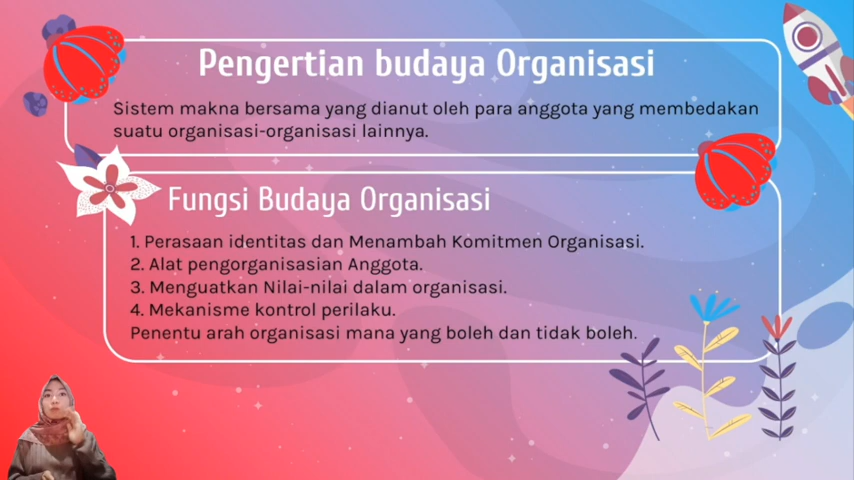 Pengertian budaya Organisasi
Sistem makna bersama yang dianut oleh para anggota yang membedakan
suatu organisasi-organisasi lainnya.
Fungsi Budaya Organisasi
1. Perasaan identitas dan Menambah Komitmen Organisasi.
2. Alat pengorganisasian Anggota.
3. Menguatkan Nilai-nilai dalam organisasi.
4. Mekanisme kontrol perilaku.
Penentu arah organisasi mana yang boleh dan tidak boleh.